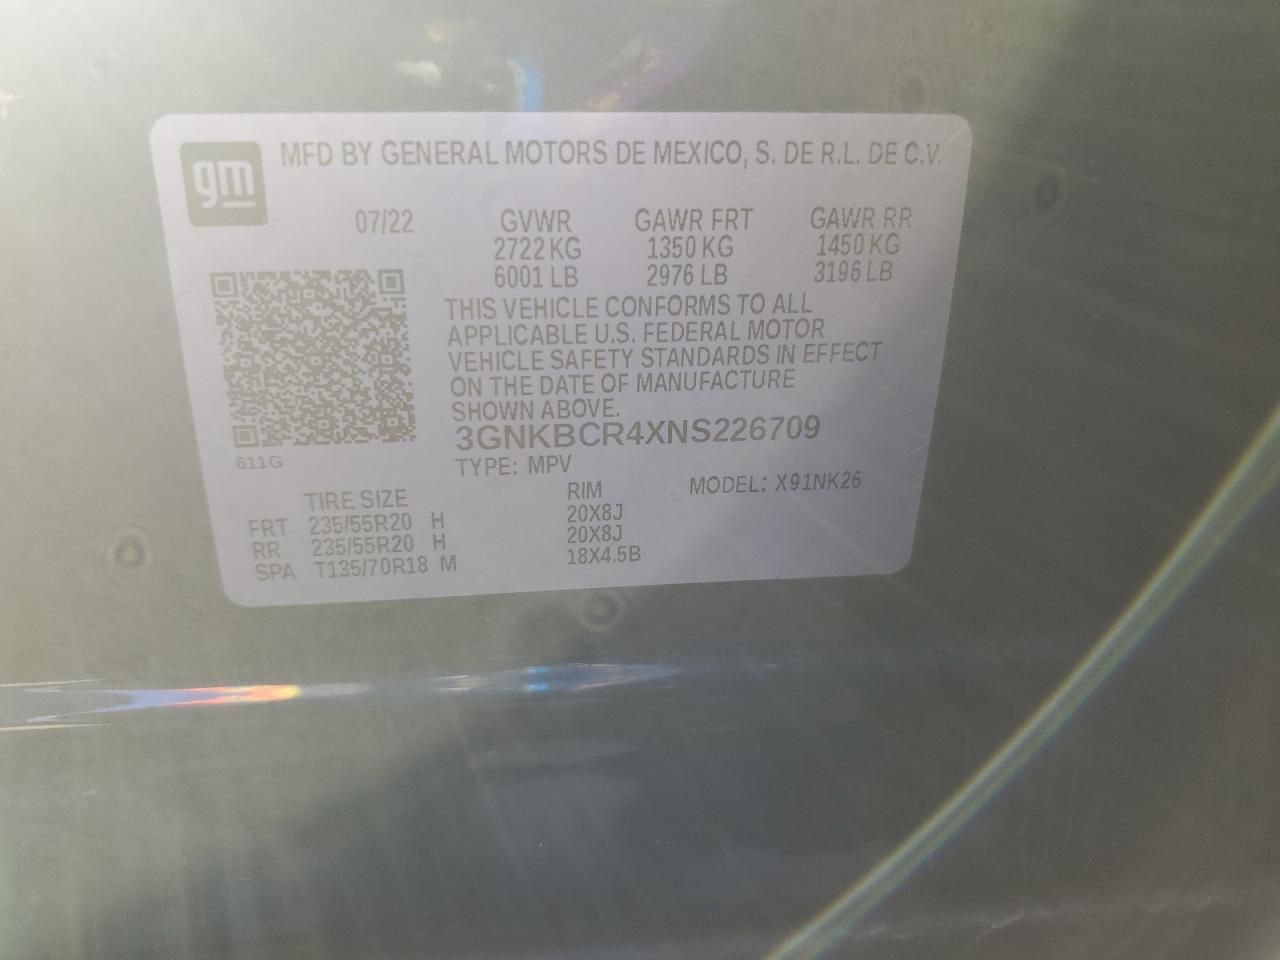 gm MFD BY GENERAL MOTORS DE MEXICO, S. DE R.L. DE C.V.
07/22 GVWR GAWR FRT GAWR RR
2722 KG 1350 KG 1450 KG
6001 LB 2976 LB 3196 LB
THIS VEHICLE CONFORMS TO ALL
APPLICABLE U.S. FEDERAL MOTOR
VEHICLE SAFETY STANDARDS IN EFFECT
ON THE DATE OF MANUFACTURE
SHOWN ABOVE.
3GNKBCR4XNS226709
611G
TYPE: MPV
TIRE SIZE RIM MODEL: X91NK26
FRT 235/55R20 H 20X8J
RR 235/55R20 H 20X8J
SPA T135/70R18 M 18X4.5B